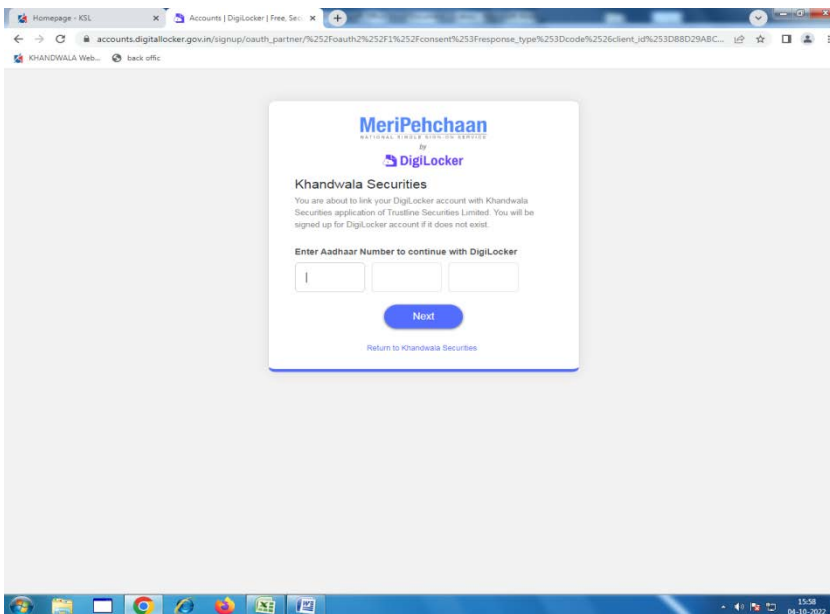 Homepage - KSL
Accounts | DigiLocker | Free, Sec
accounts.digitallocker.gov.in/signup/oauth_partner/%252Foauth2%252F1%252Fconsent%253Fresponse_type%253Dcode%2526client_id%253D88D29ABC...
KHANDWALA Web...
back offic
MeriPehchaan
NATIONAL SINGLE SIGN-ON SERVICE
by
DigiLocker
Khandwala Securities
You are about to link your DigiLocker account with Khandwala
Securities application of Trustline Securities Limited. You will be
signed up for DigiLocker account if it does not exist.
Enter Aadhaar Number to continue with DigiLocker
Next
Return to Khandwala Securities
15:58
04-10-2022